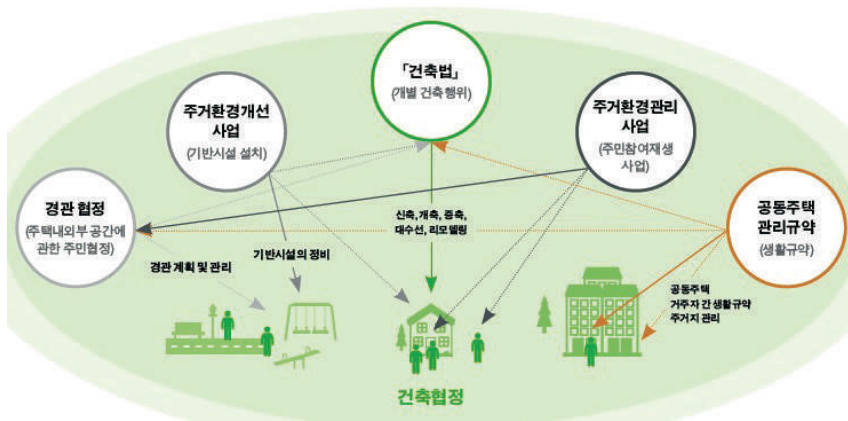 「건축법」
(개별 건축행위)
주거환경개선
사업
(기반시설 설치)
주거환경관리
사업
(주민참여재생
사업)
경관 협정
(주택내외부 공간에
관한 주민협정)
공동주택
관리규약
(생활규약)
신축, 개축, 증축,
대수선, 리모델링
경관 계획 및 관리
기반시설의 정비
공동주택
거주자 간 생활규약
주거지 관리
건축협정